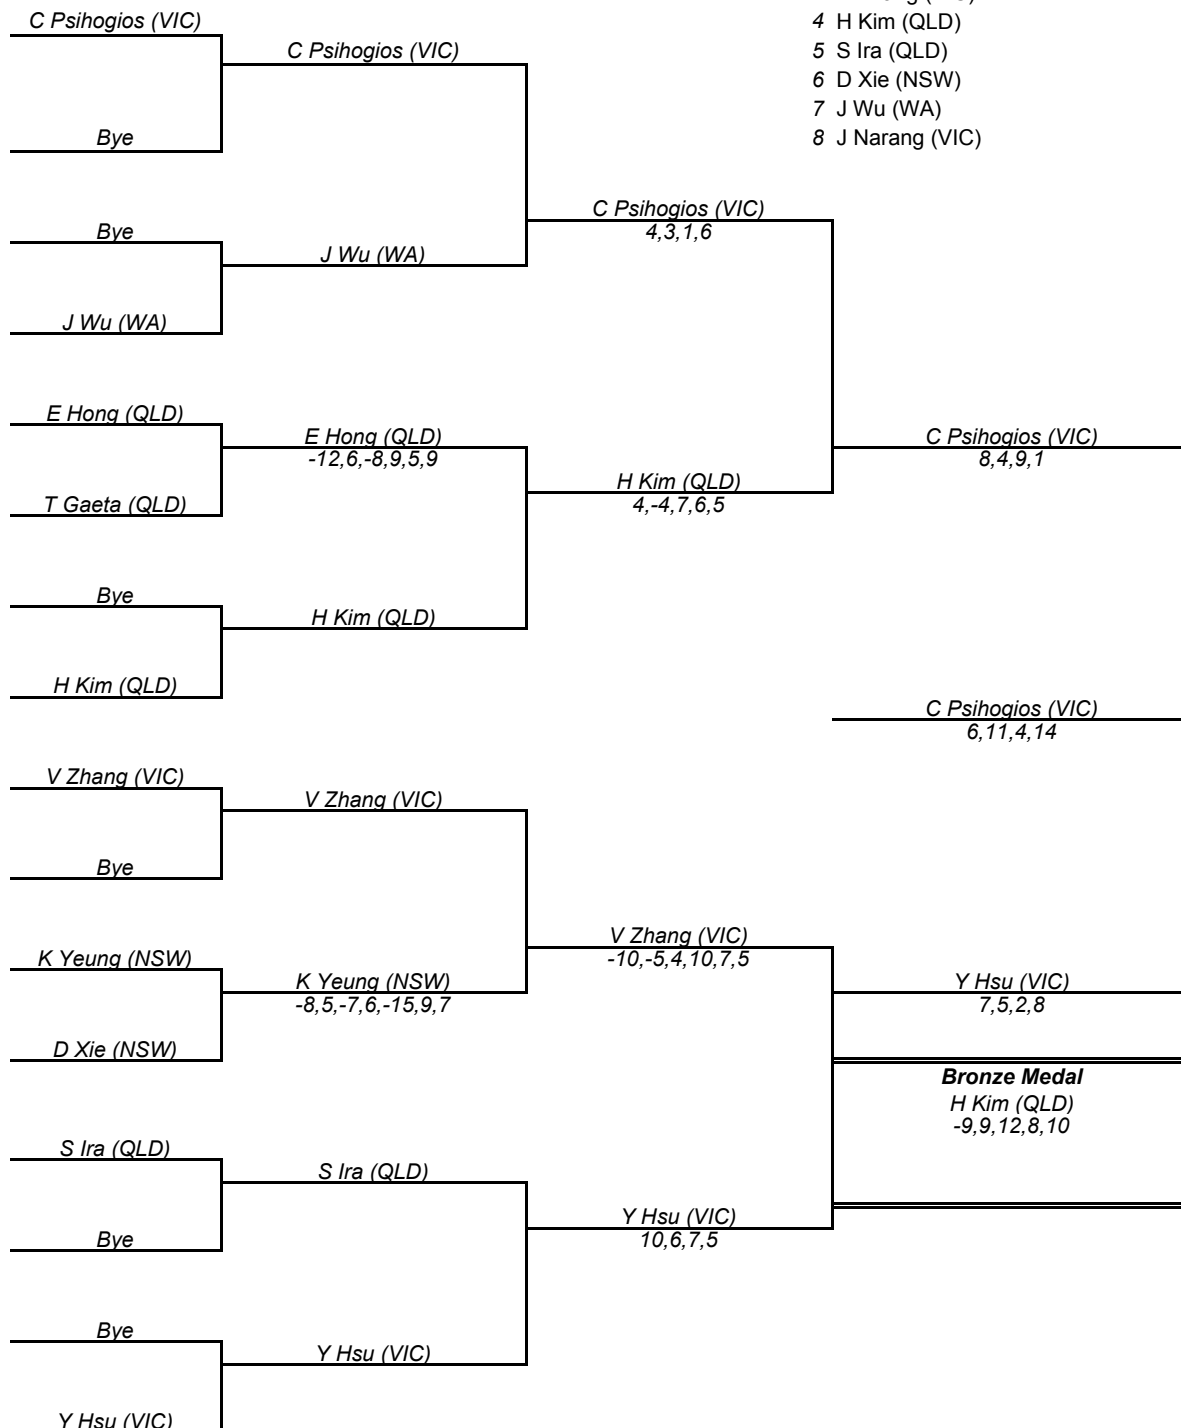 C Psihogios (VIC)
Bye
Bye
J Wu (WA)
E Hong (QLD)
T Gaeta (QLD)
Bye
H Kim (QLD)
V Zhang (VIC)
Bye
K Yeung (NSW)
D Xie (NSW)
S Ira (QLD)
Bye
Bye
Y Hsu (VIC)
C Psihogios (VIC)
J Wu (WA)
E Hong (QLD)
-12,6,-8,9,5,9
H Kim (QLD)
V Zhang (VIC)
K Yeung (NSW)
-8,5,-7,6,-15,9,7
S Ira (QLD)
Y Hsu (VIC)
C Psihogios (VIC)
4,3,1,6
H Kim (QLD)
4,-4,7,6,5
V Zhang (VIC)
-10,-5,4,10,7,5
Y Hsu (VIC)
10,6,7,5
4 H Kim (QLD)
5 S Ira (QLD)
6 D Xie (NSW)
7 J Wu (WA)
8 J Narang (VIC)
C Psihogios (VIC)
8,4,9,1
C Psihogios (VIC)
6,11,4,14
Y Hsu (VIC)
7,5,2,8
Bronze Medal
H Kim (QLD)
-9,9,12,8,10